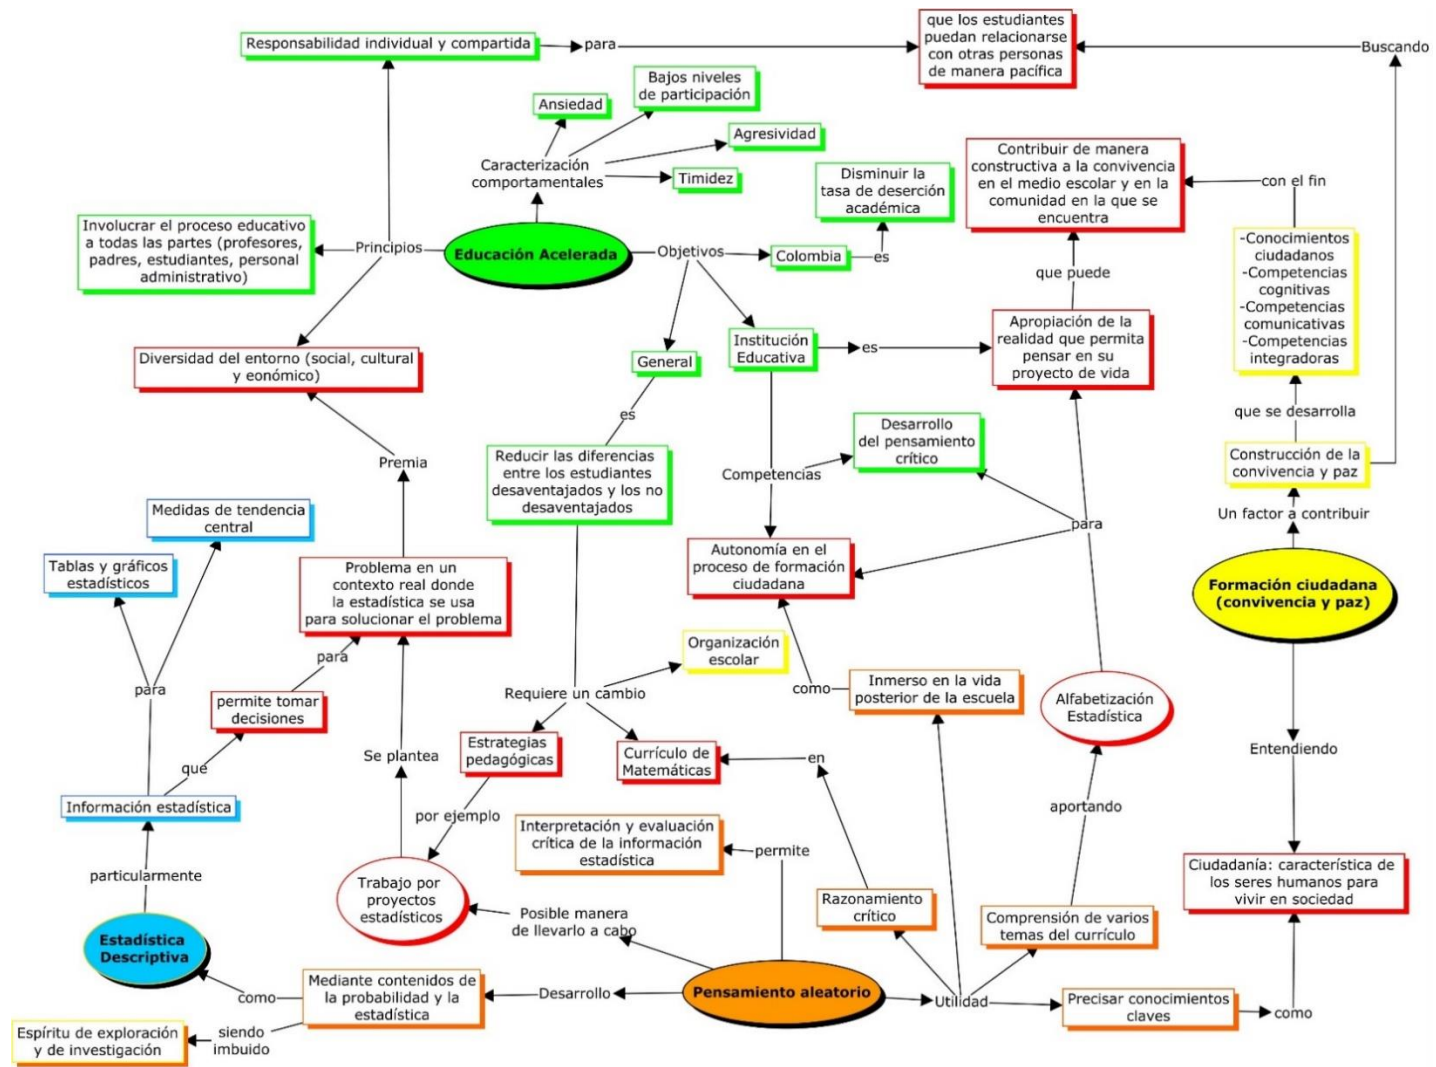 Responsabilidad individual y compartida
para
que los estudiantes
puedan relacionarse
con otras personas
de manera pacífica
Buscando
Bajos niveles
de participación
Ansiedad
Agresividad
Caracterización
comportamentales
Timidez
Disminuir la
tasa de deserción
académica
Contribuir de manera
constructiva a la convivencia
en el medio escolar y en la
comunidad en la que se
encuentra
con el fin
Involucrar el proceso educativo
a todas las partes (profesores,
padres, estudiantes, personal
administrativo)
Principios
Educación Acelerada
Objetivos
Colombia
es
-Conocimientos
ciudadanos
-Competencias
cognitivas
-Competencias
comunicativas
-Competencias
integradoras
que puede
Diversidad del entorno (social, cultural
y eonómico)
General
Institución
Educativa
es
Apropiación de la
realidad que permita
pensar en su
proyecto de vida
es
que se desarrolla
Premia
Reducir las diferencias
entre los estudiantes
desaventajados y los no
desaventajados
Competencias
Desarrollo
del pensamiento
crítico
Construcción de la
convivencia y paz
Medidas de tendencia
central
para
Un factor a contribuir
Tablas y gráficos
estadísticos
Problema en un
contexto real donde
la estadística se usa
para solucionar el problema
Autonomía en el
proceso de formación
ciudadana
Formación ciudadana
(convivencia y paz)
para
para
Organización
escolar
Requiere un cambio
como
Inmerso en la vida
posterior de la escuela
Alfabetización
Estadística
permite tomar
decisiones
que
Se plantea
Estrategias
pedagógicas
Currículo de
Matemáticas
en
Entendiendo
Información estadística
por ejemplo
Interpretación y evaluación
crítica de la información
estadística
permite
aportando
particularmente
Trabajo por
proyectos
estadísticos
Posible manera
de llevarlo a cabo
Razonamiento
crítico
Comprensión de varios
temas del currículo
Ciudadanía: característica de
los seres humanos para
vivir en sociedad
Estadística
Descriptiva
como
Mediante contenidos de
la probabilidad y la
estadística
Desarrollo
Pensamiento aleatorio
Utilidad
Precisar conocimientos
claves
como
Espíritu de exploración
y de investigación
siendo
imbuido